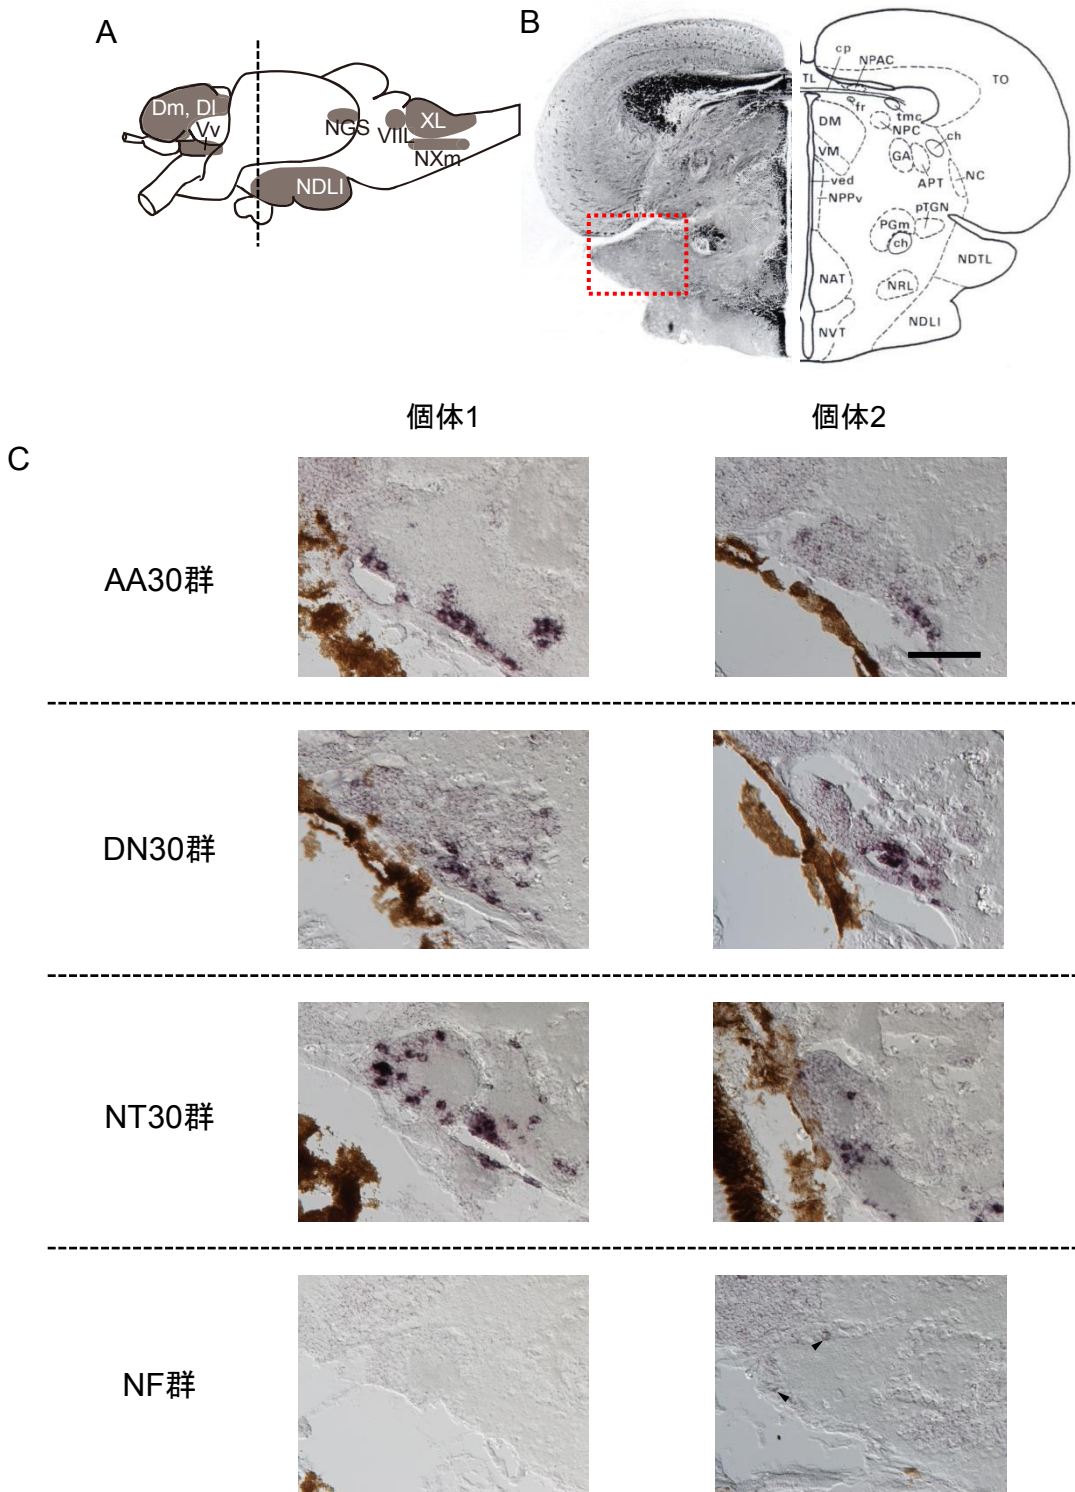 A
Dm, Dl
Vv
NGS
VIIL
XL
NXm
NDLI
B
cp
NPAC
TL
TO
fr
tmc
DM
NPC
ch
VM
GA
APT
NC
ved
NPPv
pTGN
PGm
ch
NDTL
NAT
NRL
NDLI
NVT
個体1
個体2
C
AA30群
DN30群
NT30群
NF群